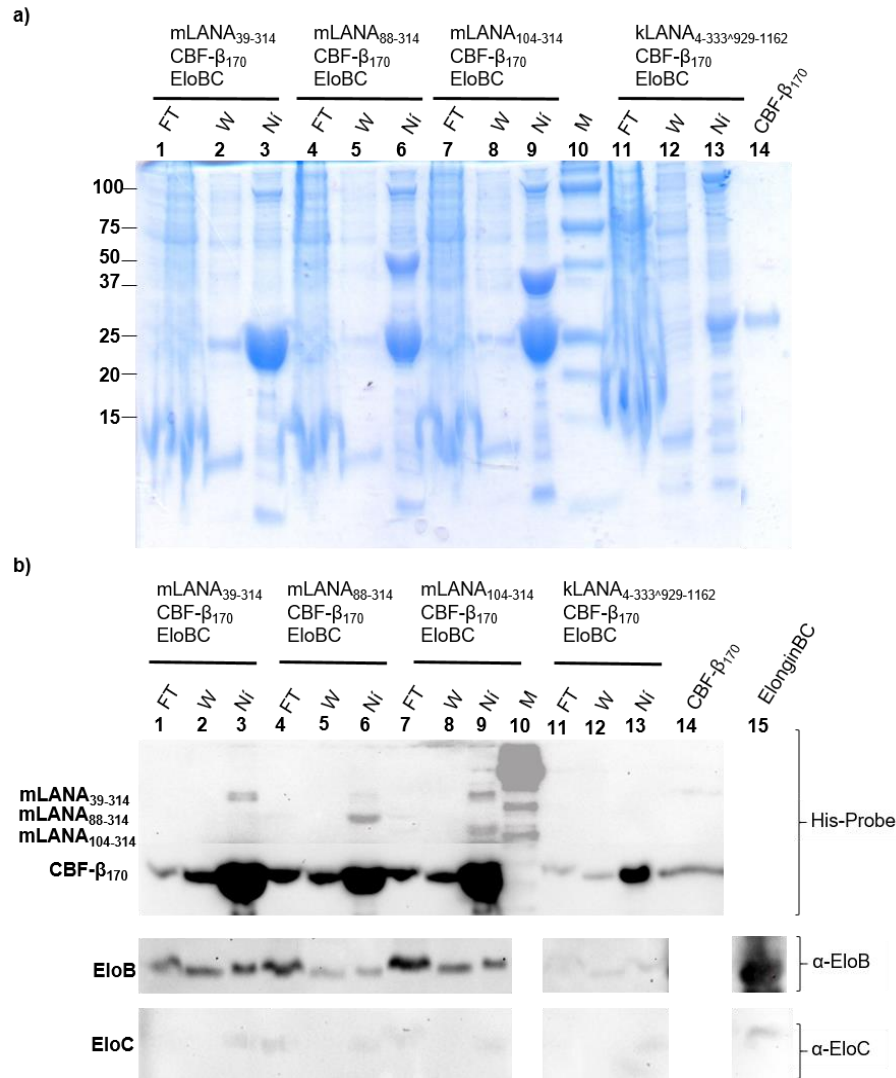 a)
mLANA39-314
CBF-β170
EloBC
mLANA88-314
CBF-β170
EloBC
mLANA104-314
CBF-β170
EloBC
kLANA4-333^929-1162
CBF-β170
EloBC
FT W Ni FT W Ni FT W Ni M FT W Ni CBF-β170
1 2 3 4 5 6 7 8 9 10 11 12 13 14
100
75
50
37
25
20
15
b)
mLANA39-314
CBF-β170
EloBC
mLANA88-314
CBF-β170
EloBC
mLANA104-314
CBF-β170
EloBC
kLANA4-333^929-1162
CBF-β170
EloBC
FT W Ni FT W Ni FT W Ni M FT W Ni CBF-β170 ElonginBC
1 2 3 4 5 6 7 8 9 10 11 12 13 14 15
mLANA39-314
mLANA88-314
mLANA104-314
CBF-β170
His-Probe
EloB
α-EloB
EloC
α-EloC